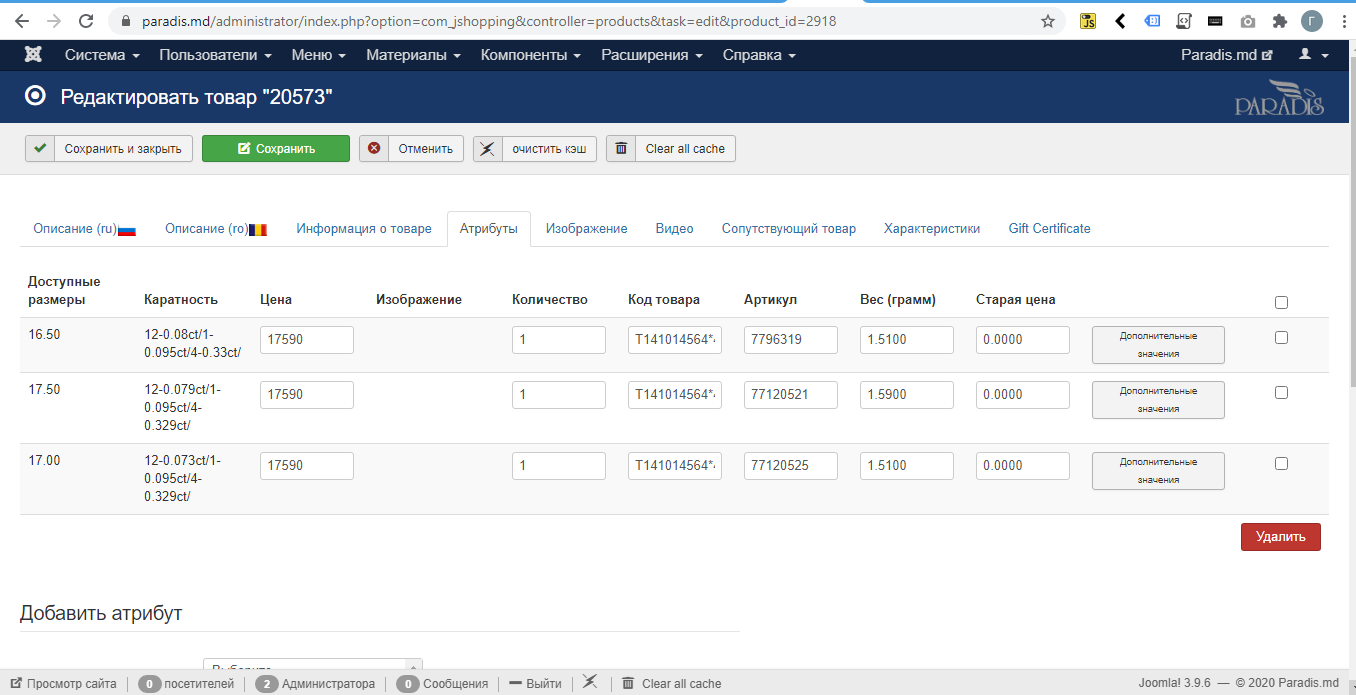 paradis.md/administrator/index.php?option=com_jshopping&controller=products&task=edit&product_id=2918
JS
Г
Система Пользователи Меню Материалы Компоненты Расширения Справка Paradis.md
Редактировать товар "20573"
PARADIS
Сохранить и закрыть Сохранить Отменить очистить кэш Clear all cache
Описание (ru) Описание (ro) Информация о товаре Атрибуты Изображение Видео Сопутствующий товар Характеристики Gift Certificate
Доступные
размеры Каратность Цена Изображение Количество Код товара Артикул Вес (грамм) Старая цена
16.50 12-0.08ct/1- 17590 1 T141014564*. 7796319 1.5100 0.0000 Дополнительные
0.095ct/4-0.33ct/ значения
17.50 12-0.079ct/1- 17590 1 T141014564*. 77120521 1.5900 0.0000 Дополнительные
0.095ct/4- значения
0.329ct/
17.00 12-0.073ct/1- 17590 1 T141014564*. 77120525 1.5100 0.0000 Дополнительные
0.095ct/4- значения
0.329ct/
Удалить
Добавить атрибут
Выберите
Просмотр сайта 0 посетителей 2 Администратора 0 Сообщения Выйти Clear all cache Joomla! 3.9.6 — © 2020 Paradis.md